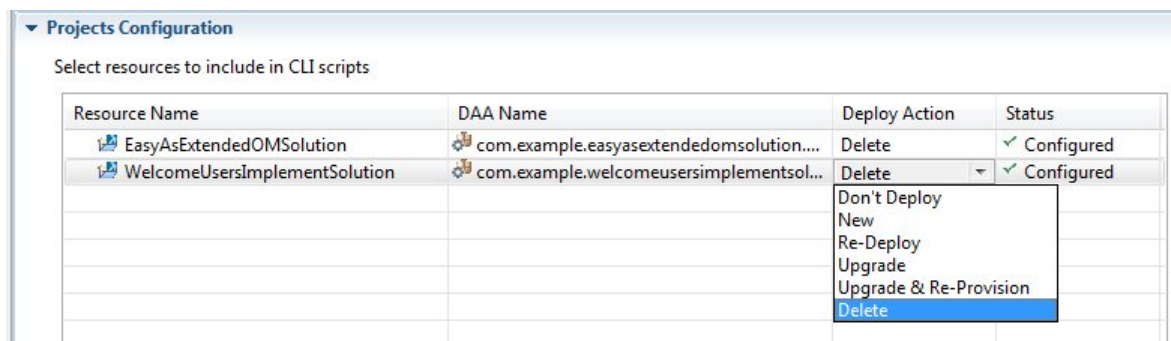 Projects Configuration
Select resources to include in CLI scripts
Resource Name DAA Name Deploy Action Status
EasyAsExtendedOMSolution com.example.easyasextendedomsolution.... Delete Configured
WelcomeUsersImplementSolution com.example.welcomeusersimplementsol... Delete Configured
Don't Deploy
New
Re-Deploy
Upgrade
Upgrade & Re-Provision
Delete